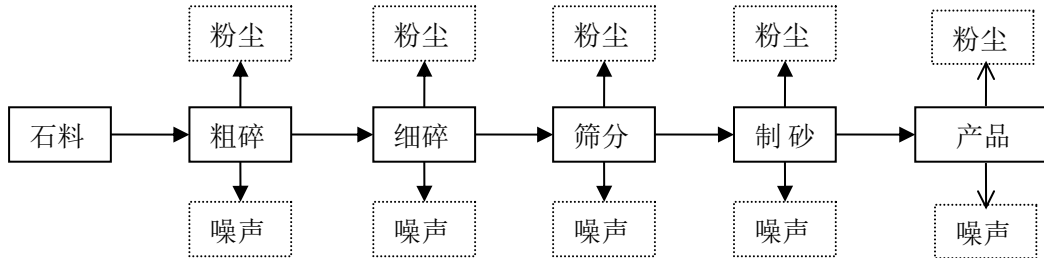 粉尘 粉尘 粉尘 粉尘 粉尘
石料 粗碎 细碎 筛分 制砂 产品
噪声 噪声 噪声 噪声 噪声